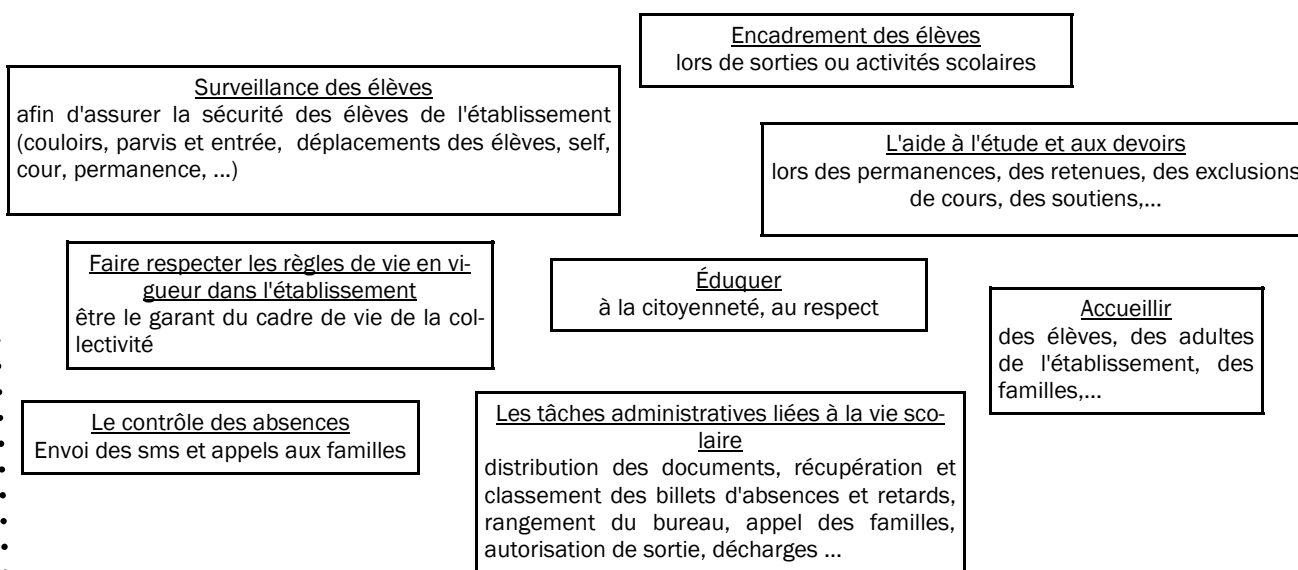 Encadrement des élèves
lors de sorties ou activités scolaires
Surveillance des élèves
afin d'assurer la sécurité des élèves de l'établissement
(couloirs, parvis et entrée, déplacements des élèves, self,
cour, permanence, ...)
L'aide à l'étude et aux devoirs
lors des permanences, des retenues, des exclusions
de cours, des soutiens,...
Faire respecter les règles de vie en vi-
gueur dans l'établissement
être le garant du cadre de vie de la col-
lectivité
Éduquer
à la citoyenneté, au respect
Accueillir
des élèves, des adultes
de l'établissement, des
familles,...
Le contrôle des absences
Envoi des sms et appels aux familles
Les tâches administratives liées à la vie sco-
laire
distribution des documents, récupération et
classement des billets d'absences et retards,
rangement du bureau, appel des familles,
autorisation de sortie, décharges ...